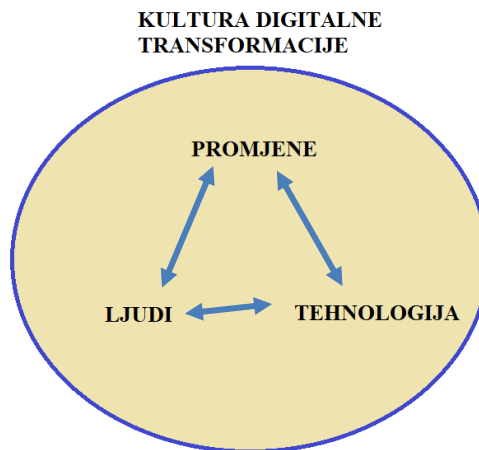 KULTURA DIGITALNE
TRANSFORMACIJE
PROMJENE
LJUDI
TEHNOLOGIJA